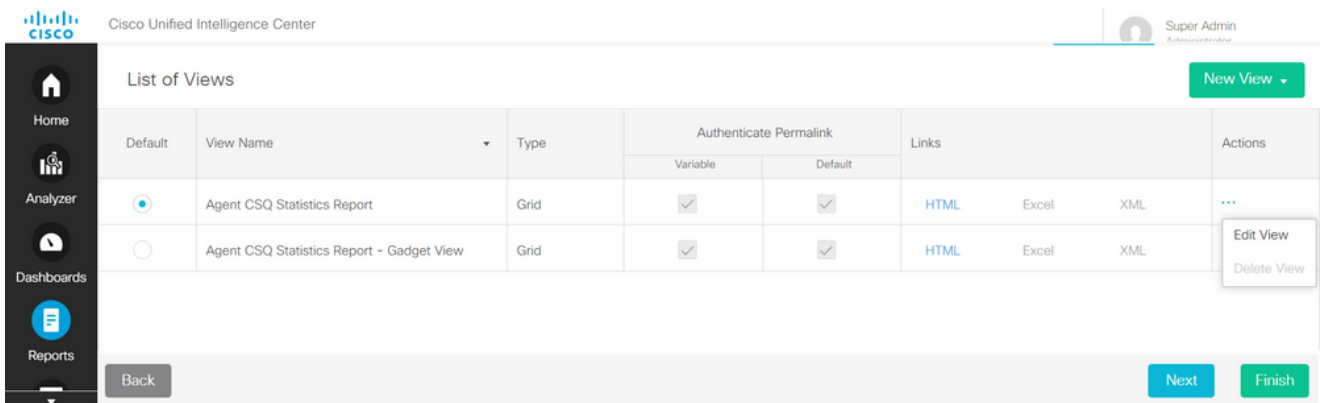 CISCO
Cisco Unified Intelligence Center
Super Admin
Administrator
Home
Analyzer
Dashboards
Reports
List of Views
New View
Default
View Name
Type
Authenticate Permalink
Variable
Default
Links
Actions
Agent CSQ Statistics Report
Grid
HTML
Excel
XML
...
Agent CSQ Statistics Report - Gadget View
Grid
HTML
Excel
XML
Edit View
Delete View
Back
Next
Finish